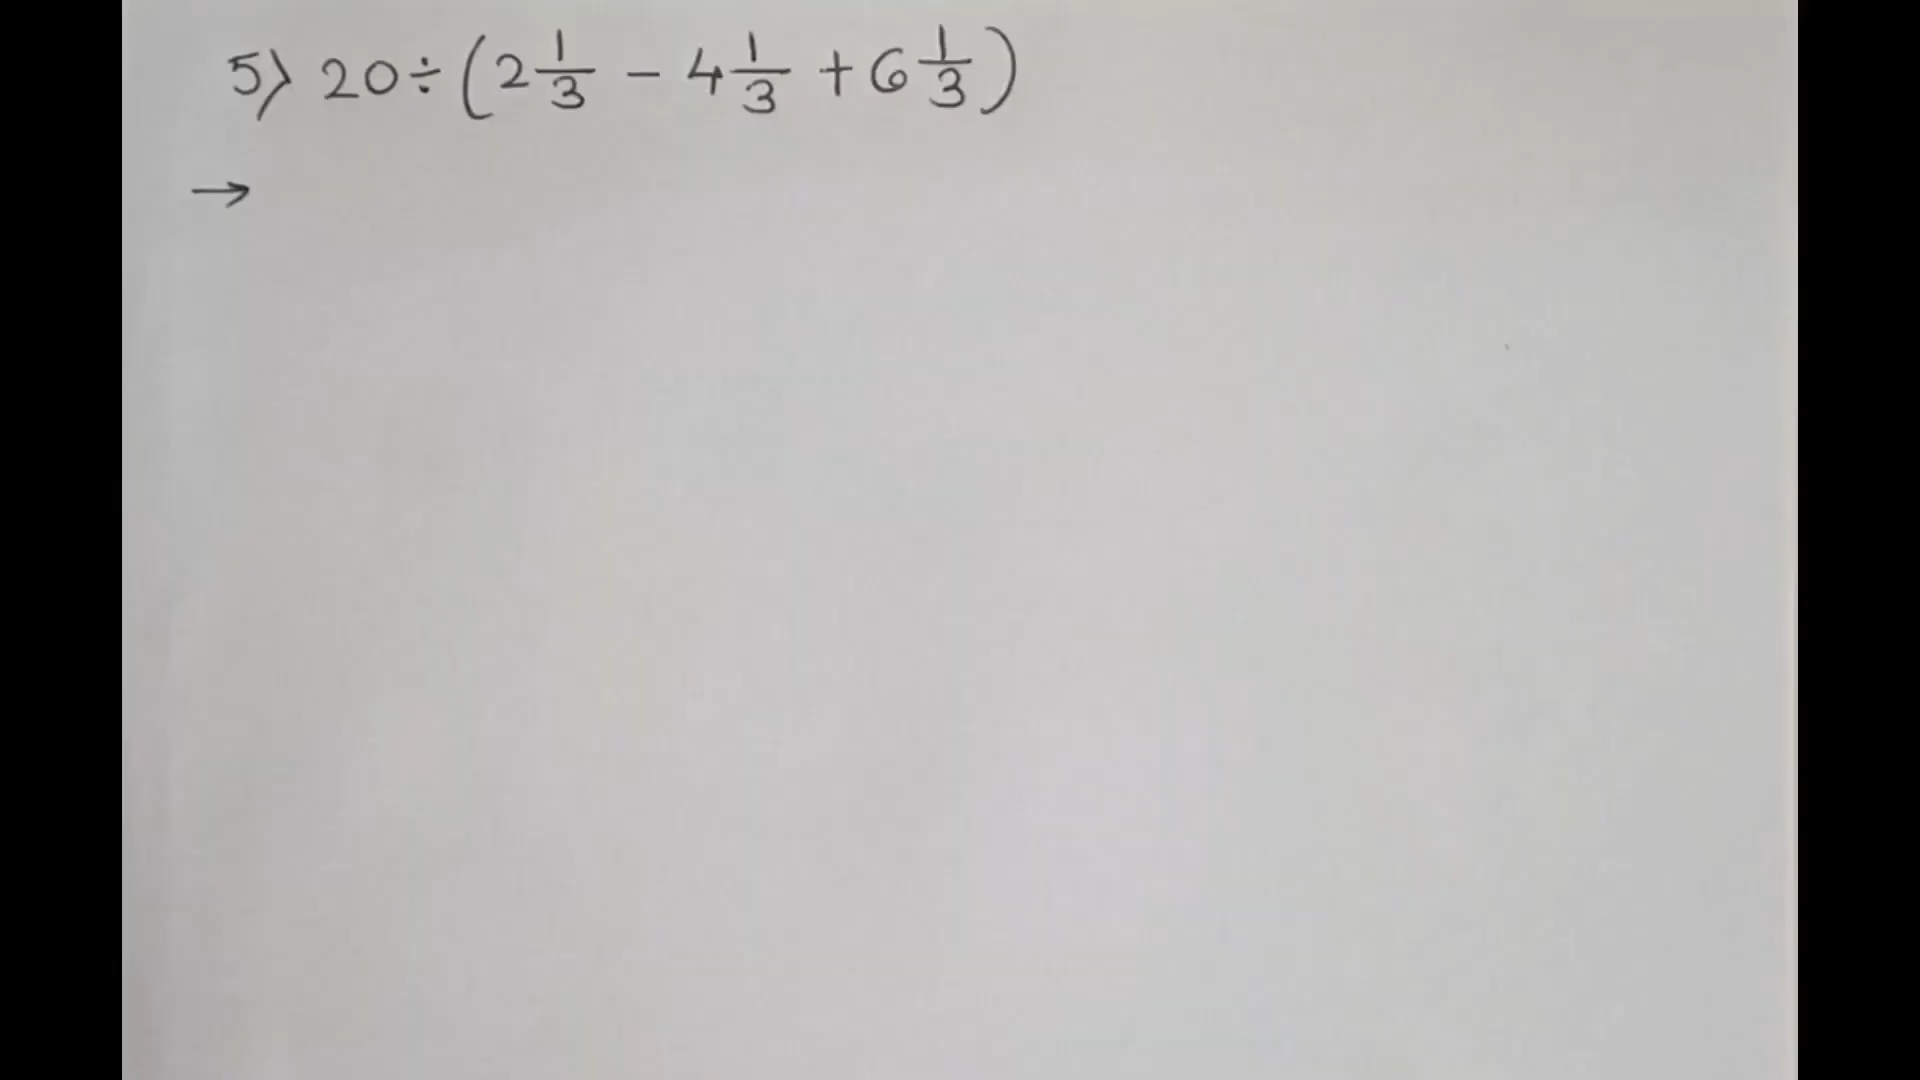 5) 20 ÷ (2 1/3 - 4 1/3 + 6 1/3)
→